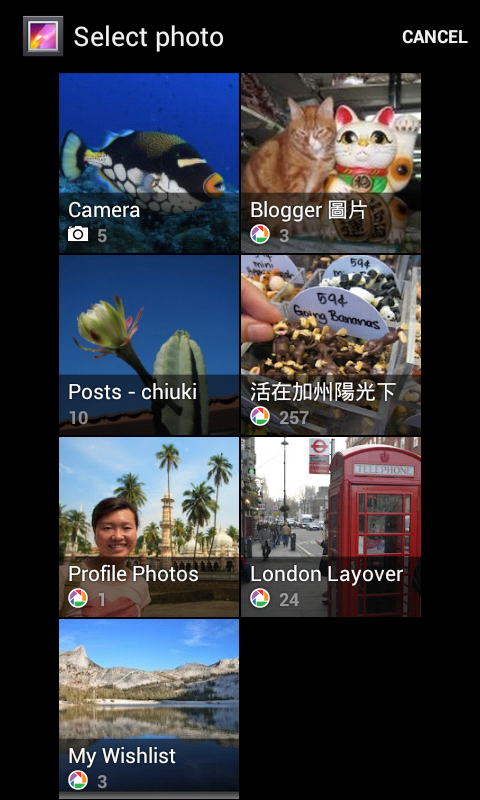 Select photo
CANCEL
Camera
5
Blogger 圖片
3
59¢
mini
59¢
Going Bananas
Posts - chiuki
10
活在加州陽光下
257
TELEPHONE
Profile Photos
1
London Layover
24
My Wishlist
3